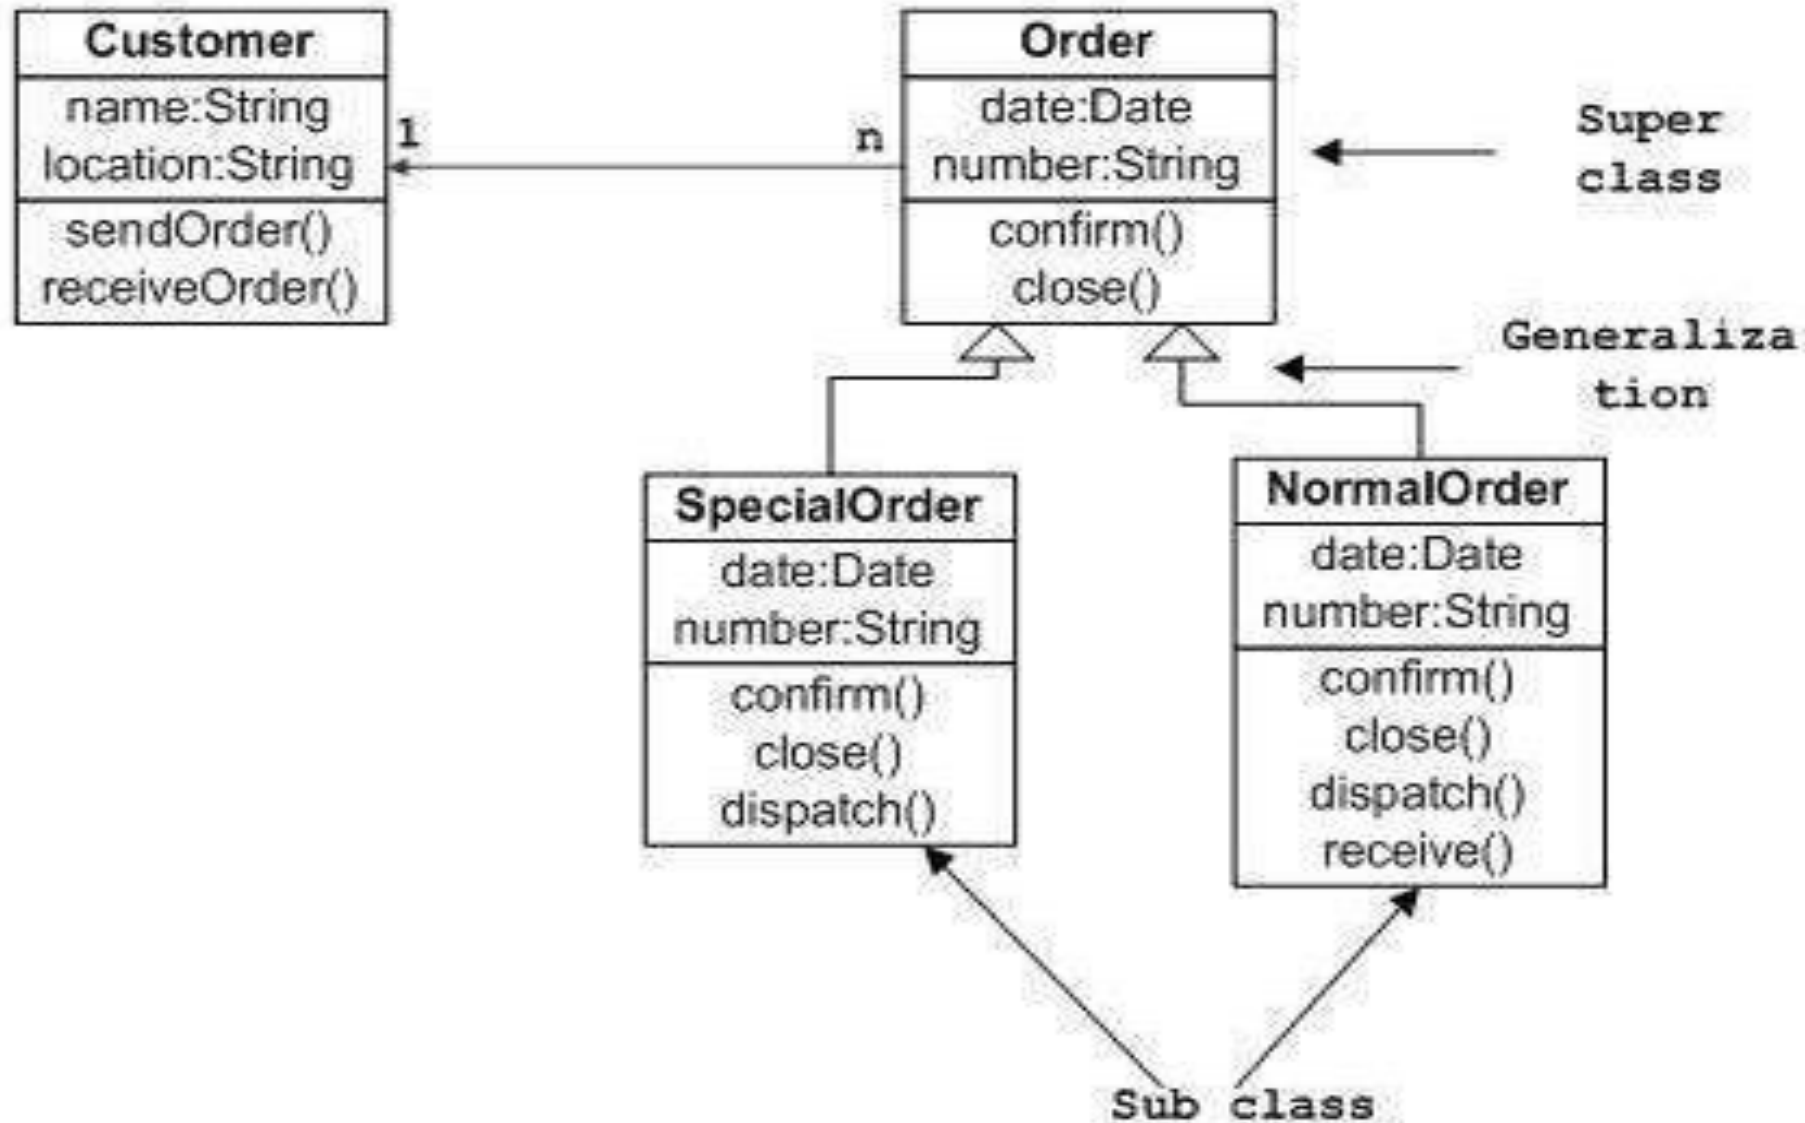 Customer
name:String
location:String
sendOrder()
receiveOrder()
1
n
Order
date:Date
number:String
confirm()
close()
Super
class
Generaliza
tion
SpecialOrder
date:Date
number:String
confirm()
close()
dispatch()
NormalOrder
date:Date
number:String
confirm()
close()
dispatch()
receive()
Sub class